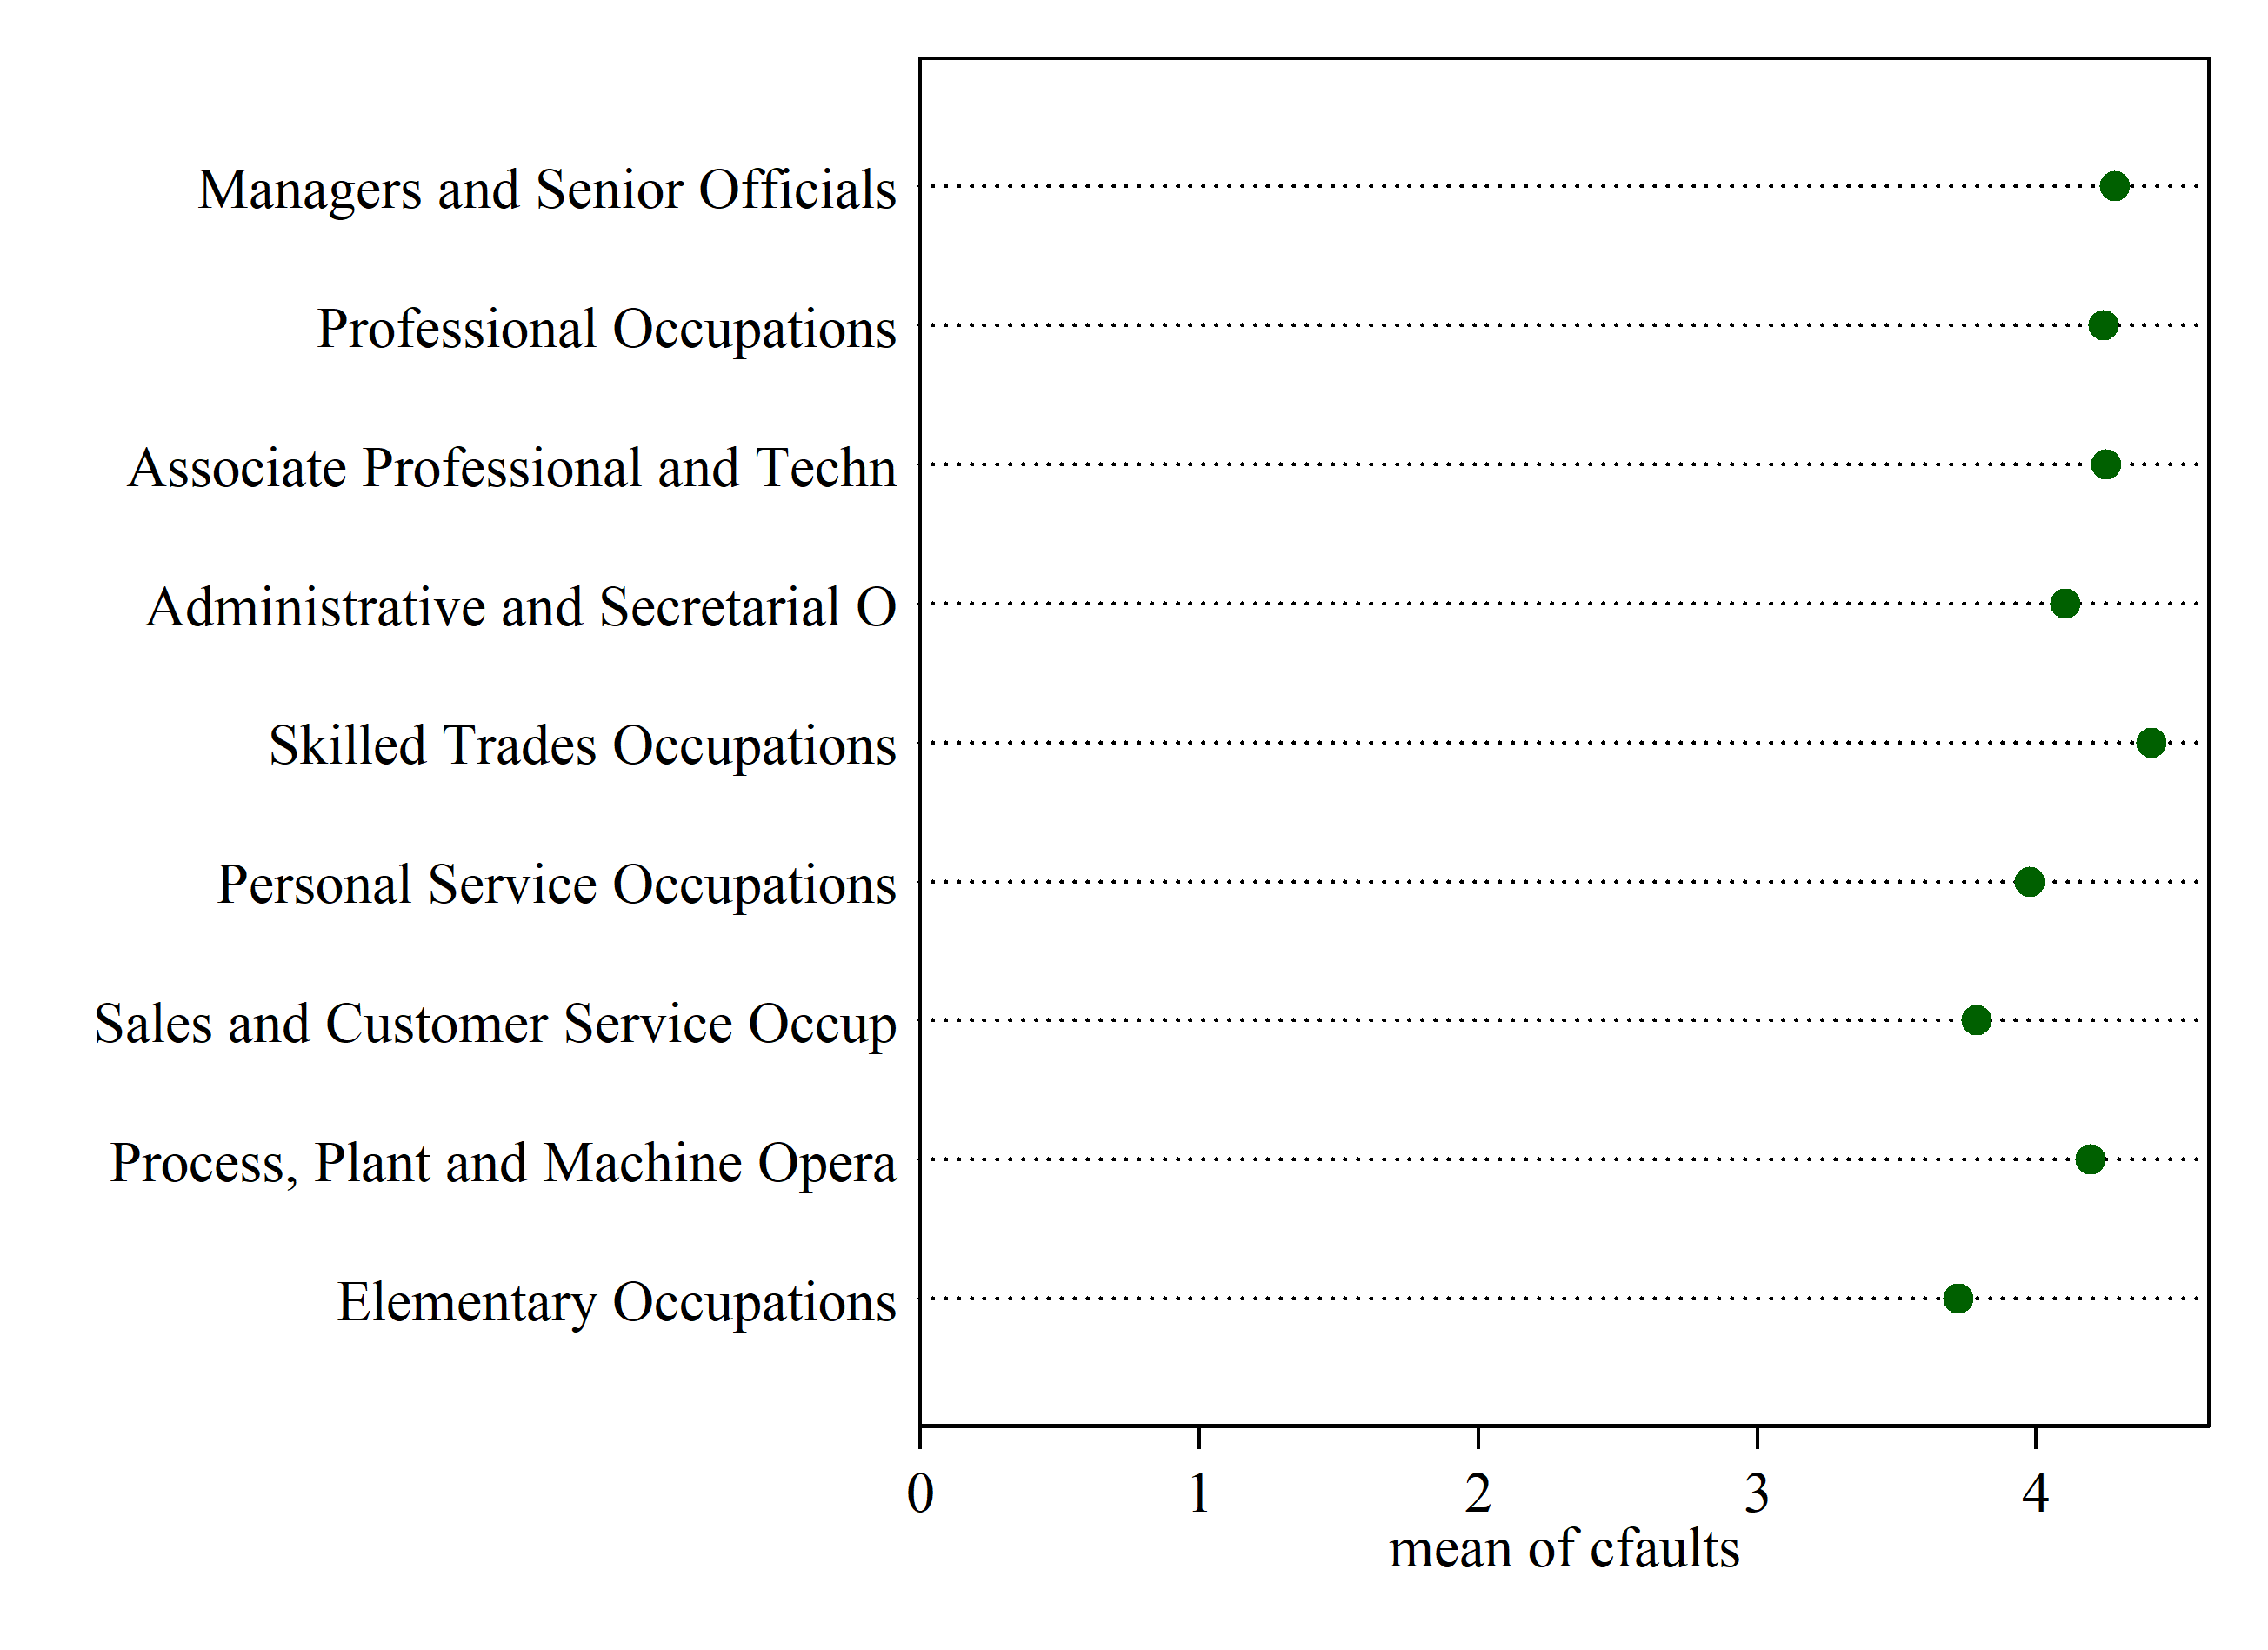 Managers and Senior Officials
Professional Occupations
Associate Professional and Techn
Administrative and Secretarial O
Skilled Trades Occupations
Personal Service Occupations
Sales and Customer Service Occup
Process, Plant and Machine Opera
Elementary Occupations
0 1 2 3 4
mean of cfaults